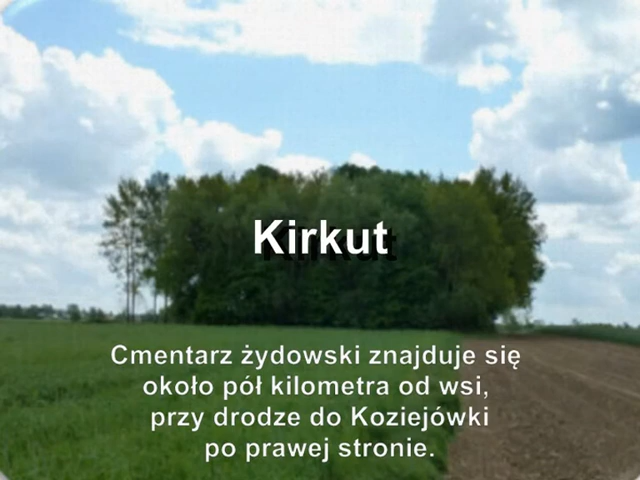 Kirkut
Cmentarz żydowski znajduje się
około pół kilometra od wsi,
przy drodze do Koziejówki
po prawej stronie.